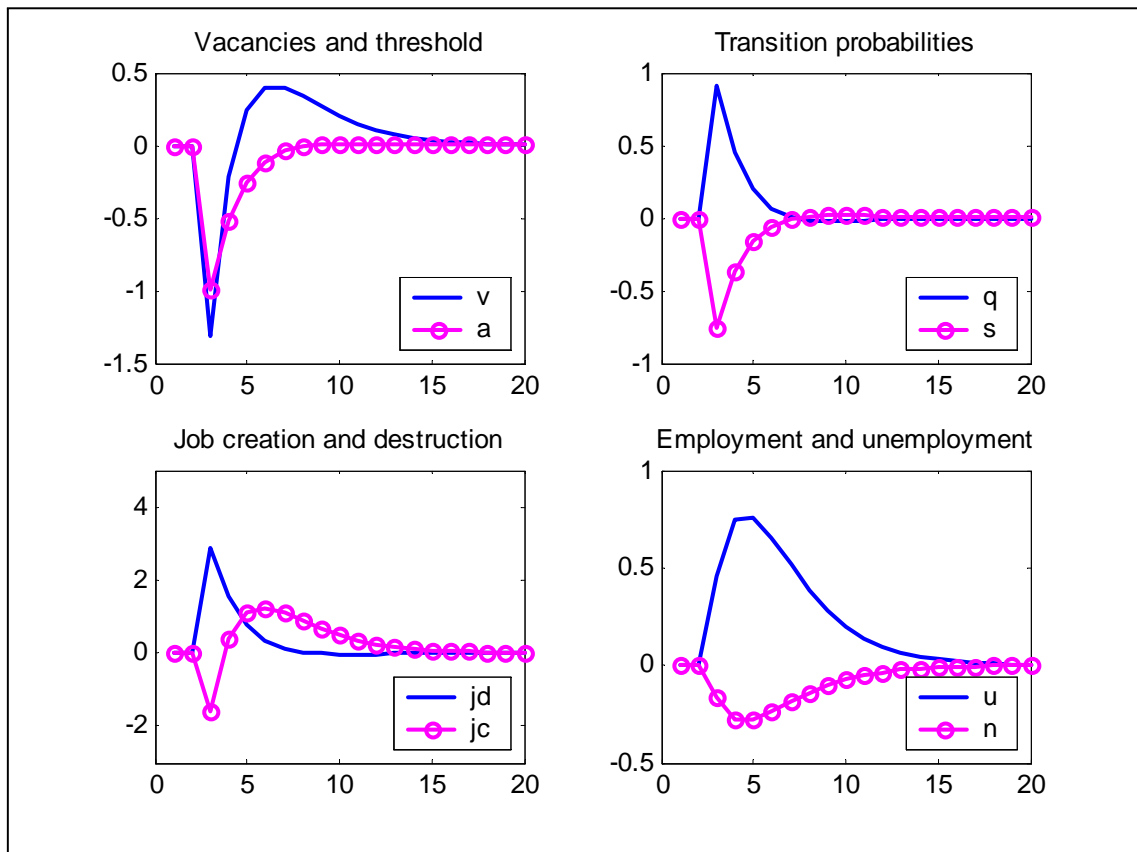 Vacancies and threshold
0.5
0
-0.5
-1
-1.5
0 5 10 15 20
v
a
Transition probabilities
1
0.5
0
-0.5
-1
0 5 10 15 20
q
s
Job creation and destruction
4
2
0
-2
0 5 10 15 20
jd
jc
Employment and unemployment
1
0.5
0
-0.5
0 5 10 15 20
u
n